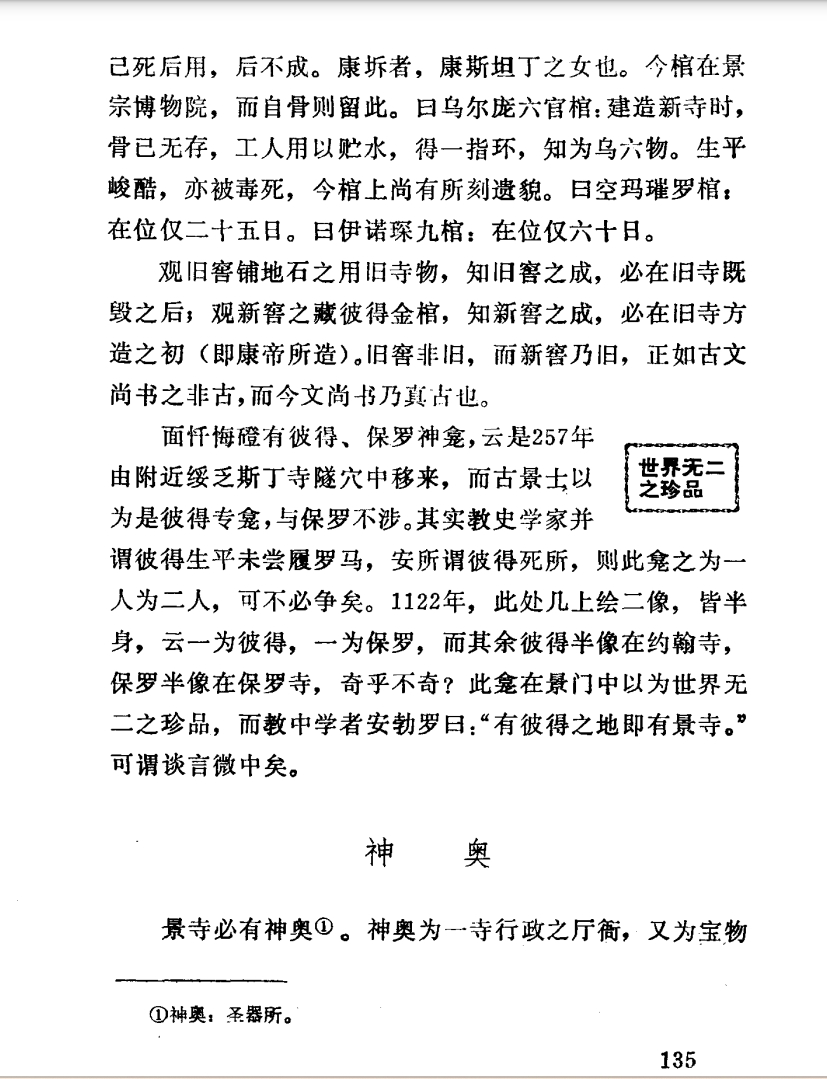 己死后用，后不成。康坼者，康斯坦丁之女也。今棺在景
宗博物院，而自骨则留此。曰乌尔庞六官棺：建造新寺时，
骨已无存，工人用以贮水，得一指环，知为乌六物。生平
峻酷，亦被毒死，今棺上尚有所刻遗貌。曰空玛璀罗棺：
在位仅二十五日。曰伊诺琛九棺：在位仅六十日。
观旧窖铺地石之用旧寺物，知旧窖之成，必在旧寺既
毁之后；观新窖之藏彼得金棺，知新窖之成，必在旧寺方
造之初（即康帝所造）。旧窖非旧，而新窖乃旧，正如古文
尚书之非古，而今文尚书乃真古也。
面忏悔磴有彼得、保罗神龛，云是257年
由附近绥乏斯丁寺隧穴中移来，而古景士以
为是彼得专龛，与保罗不涉。其实教史学家并
世界无二
之珍品
谓彼得生平未尝履罗马，安所谓彼得死所，则此龛之为一
人为二人，可不必争矣。1122年，此处几上绘二像，皆半
身，云一为彼得，一为保罗，而其余彼得半像在约翰寺，
保罗半像在保罗寺，奇乎不奇？此龛在景门中以为世界无
二之珍品，而教中学者安勃罗曰：“有彼得之地即有景寺。”
可谓谈言微中矣。
神 奥
景寺必有神奥①。神奥为一寺行政之厅衙，又为宝物
①神奥：圣器所。
135